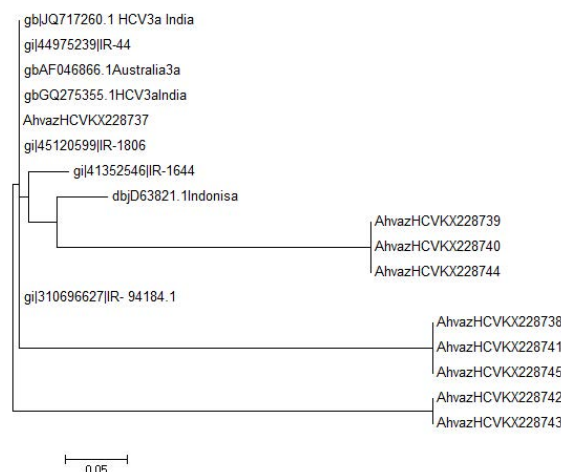 gb|JQ717260.1 HCV3a India
gi|44975239|IR-44
gbAF046866.1Australia3a
gbGQ275355.1HCV3aIndia
AhvazHCVKX228737
gi|45120599|IR-1806
gi|41352546|IR-1644
dbjD63821.1Indonisa
AhvazHCVKX228739
AhvazHCVKX228740
AhvazHCVKX228744
gi|310696627|IR- 94184.1
AhvazHCVKX228738
AhvazHCVKX228741
AhvazHCVKX228745
AhvazHCVKX228742
AhvazHCVKX228743
0.05